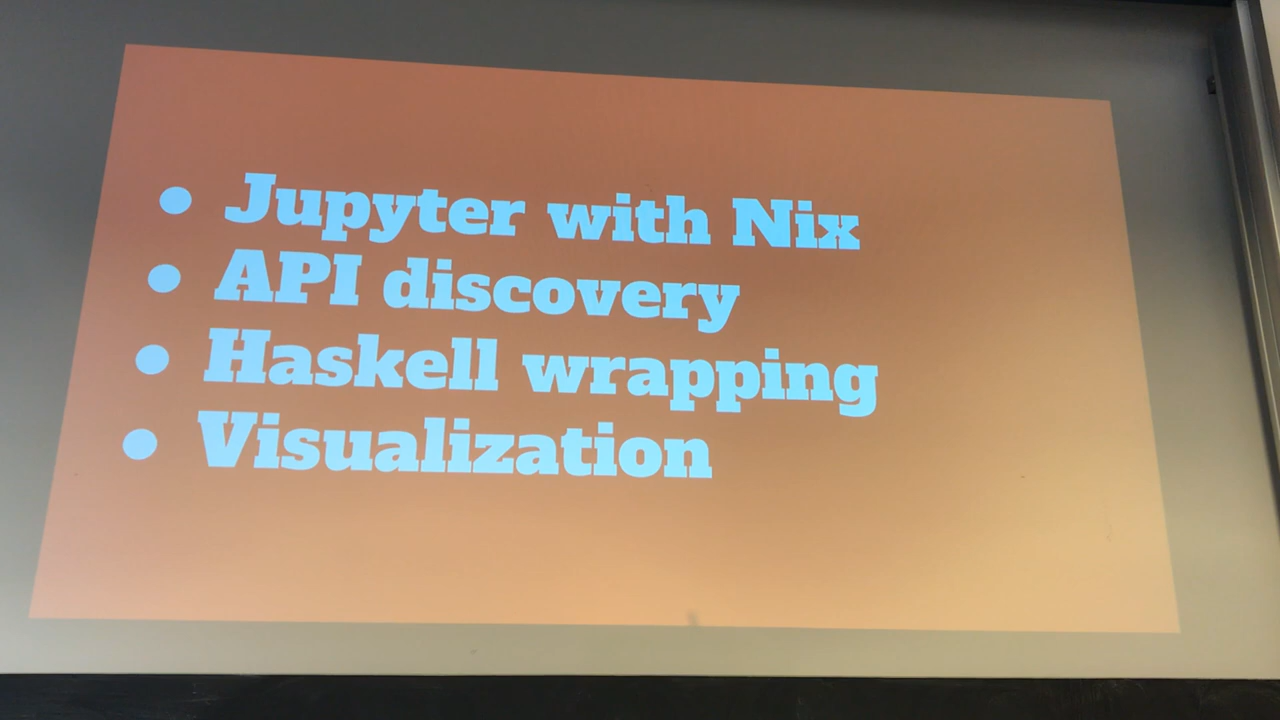 • Jupyter with Nix
• API discovery
• Haskell wrapping
• Visualization